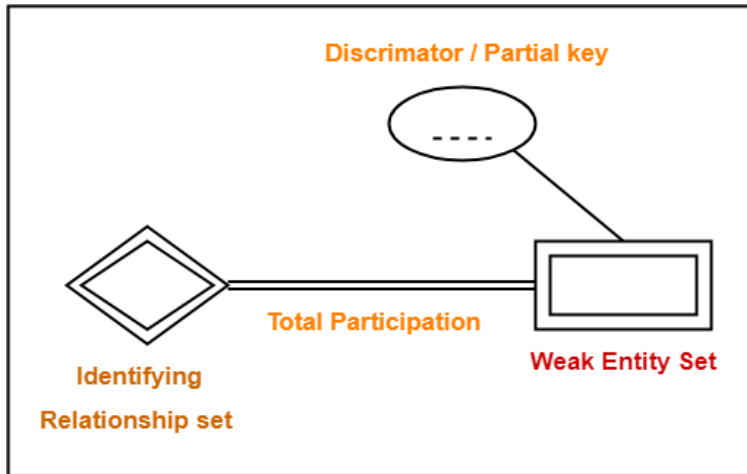 Discrimator / Partial key
Total Participation
Weak Entity Set
Identifying
Relationship set